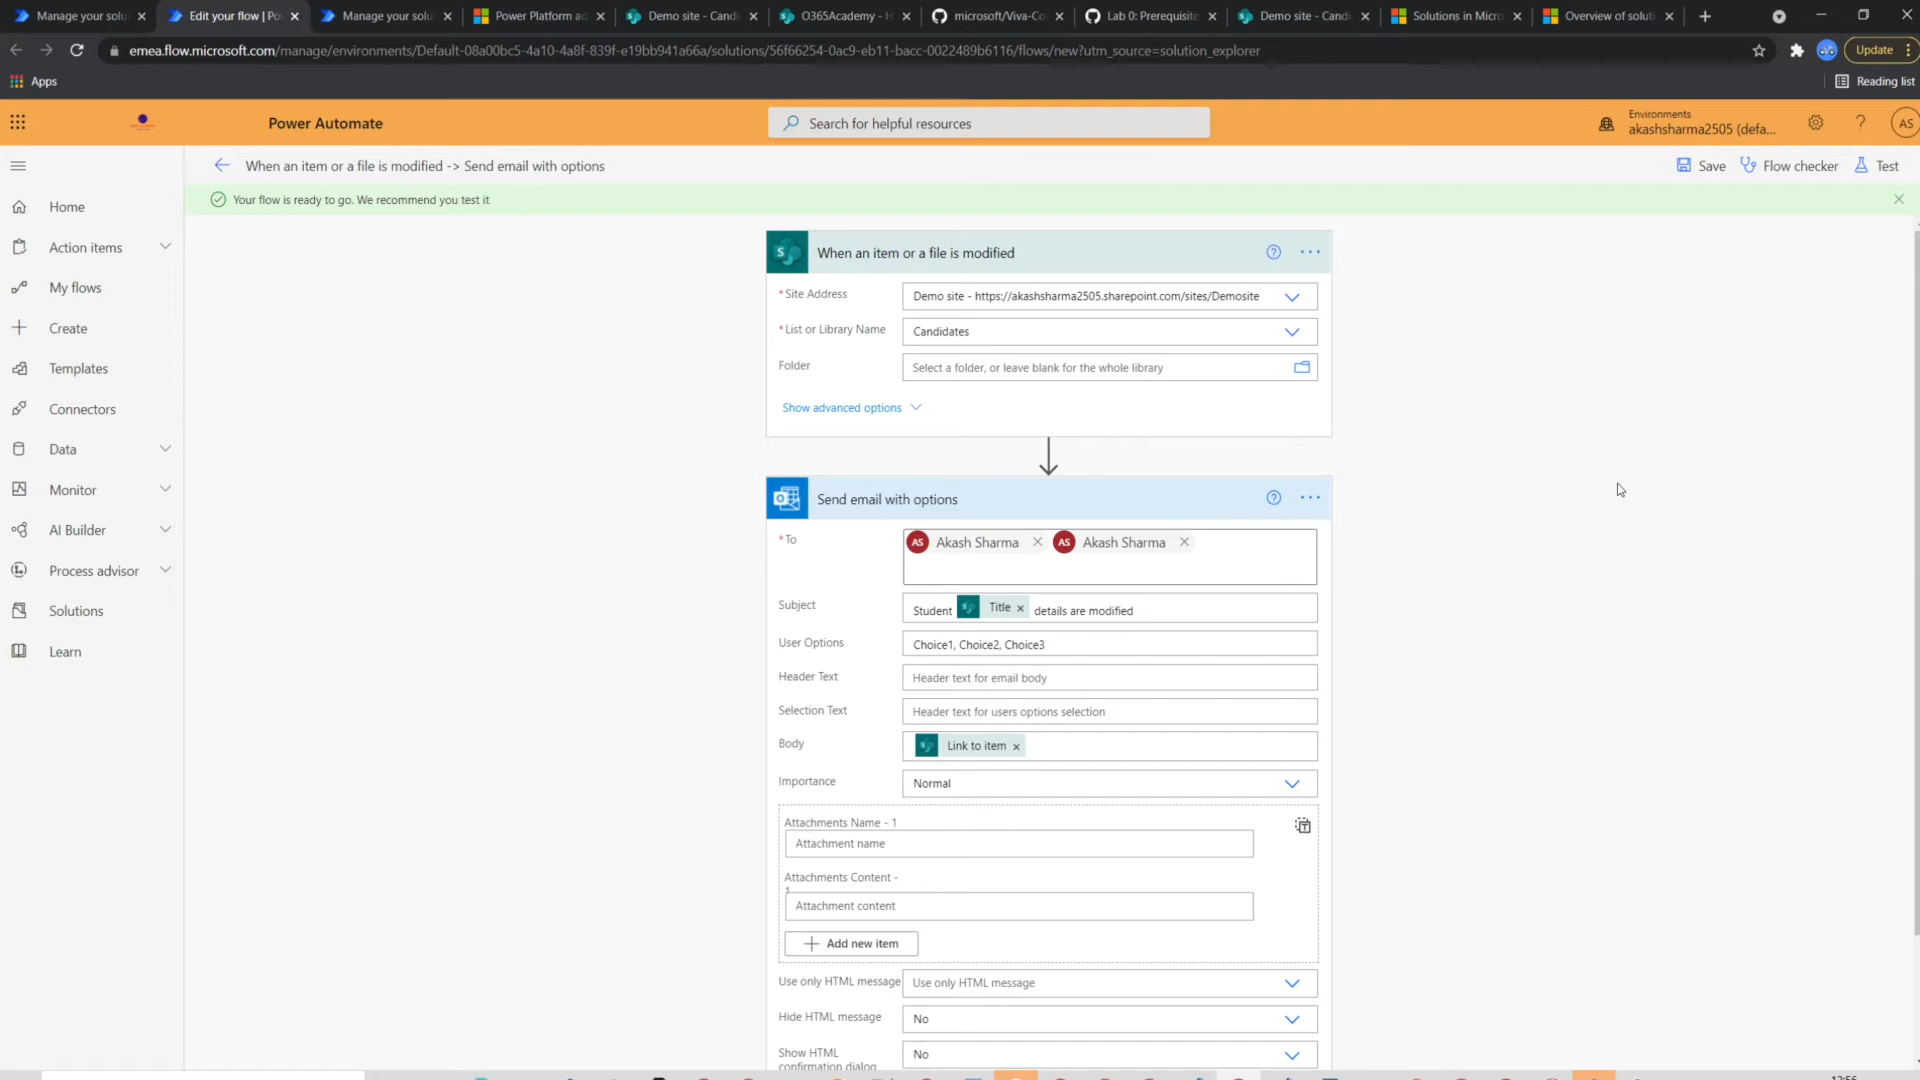 Manage your solu
Edit your flow | Po
Manage your solu
Power Platform ad
Demo site - Candi
O365Academy - H
microsoft/Viva-Co
Lab 0: Prerequisite
Demo site - Candi
Solutions in Micro
Overview of soluti
emea.flow.microsoft.com/manage/environments/Default-08a00bc5-4a10-4a8f-839f-e19bb941a66a/solutions/56f66254-0ac9-eb11-bacc-0022489b6116/flows/new?utm_source=solution_explorer
Update
Apps
Reading list
Power Automate
Search for helpful resources
Environments
akashsharma2505 (defa...
AS
When an item or a file is modified -> Send email with options
Save
Flow checker
Test
Your flow is ready to go. We recommend you test it
Home
Action items
My flows
Create
Templates
Connectors
Data
Monitor
AI Builder
Process advisor
Solutions
Learn
When an item or a file is modified
* Site Address
Demo site - https://akashsharma2505.sharepoint.com/sites/Demosite
* List or Library Name
Candidates
Folder
Select a folder, or leave blank for the whole library
Show advanced options
Send email with options
* To
AS Akash Sharma
AS Akash Sharma
Subject
Student Title details are modified
User Options
Choice1, Choice2, Choice3
Header Text
Header text for email body
Selection Text
Header text for users options selection
Body
Link to item
Importance
Normal
Attachments Name - 1
Attachment name
Attachments Content -
1
Attachment content
Add new item
Use only HTML message
Use only HTML message
Hide HTML message
No
Show HTML
confirmation dialog
No